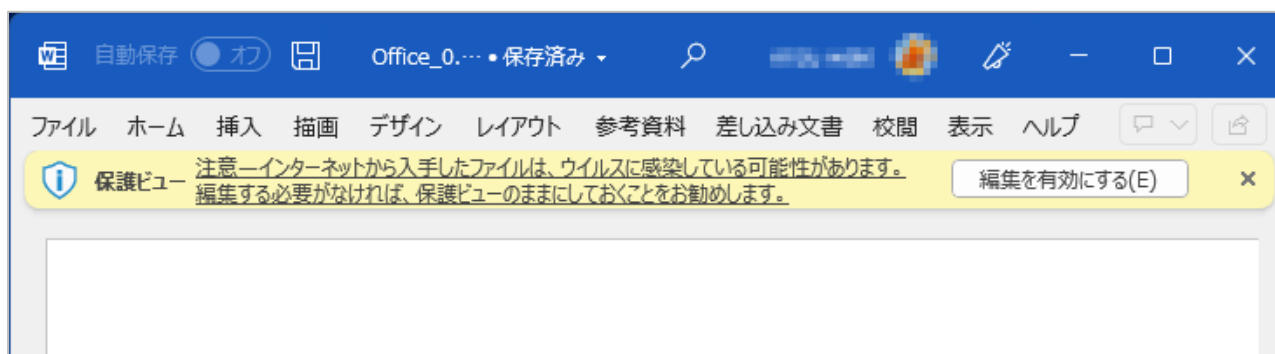 自動保存 オフ Office_0.… • 保存済み
ファイル ホーム 挿入 描画 デザイン レイアウト 参考資料 差し込み文書 校閲 表示 ヘルプ
保護ビュー 注意—インターネットから入手したファイルは、ウイルスに感染している可能性があります。
編集する必要がなければ、保護ビューのままにしておくことをお勧めします。
編集を有効にする(E)